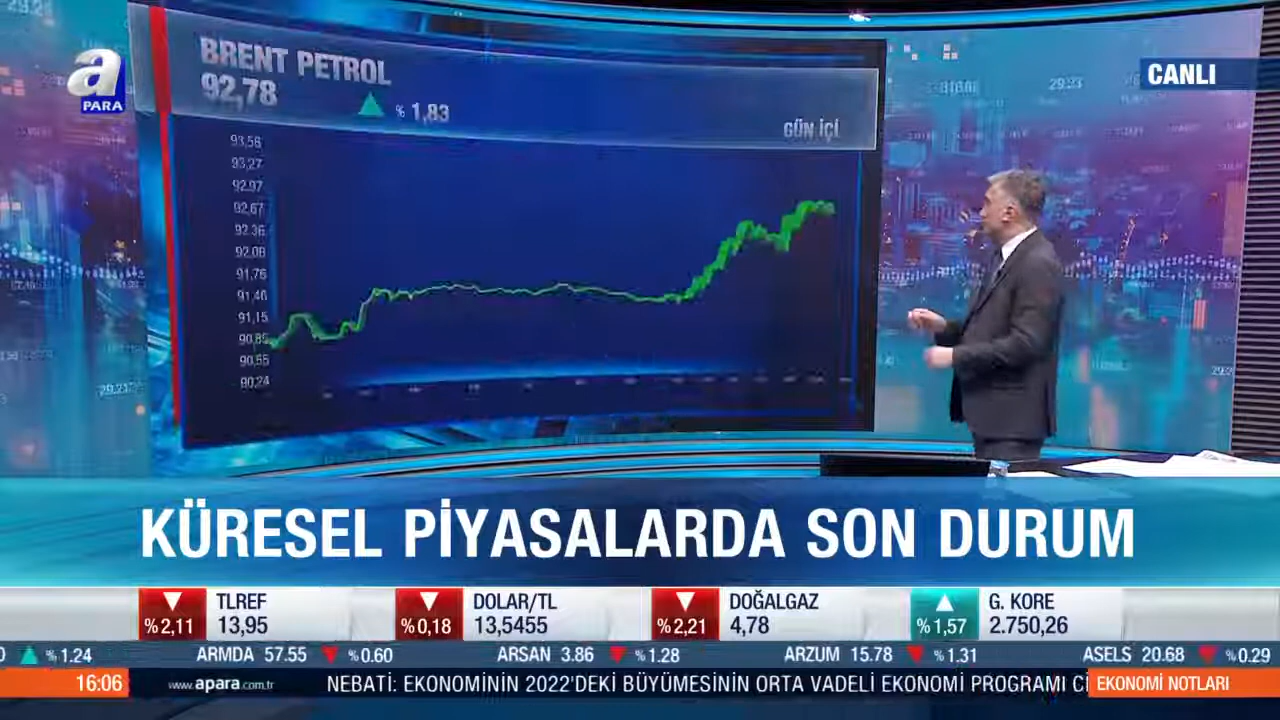 a
PARA
BRENT PETROL
92,78
% 1,83
GÜN İÇİ
CANLI
93,58
93,27
92,97
92,67
92,36
92,06
91,76
91,46
91,15
90,85
90,55
90,24
29.23
KÜRESEL PİYASALARDA SON DURUM
%2,11 TLREF 13,95
%0,18 DOLAR/TL 13,5455
%2,21 DOĞALGAZ 4,78
%1,57 G. KORE 2.750,26
%1.24 ARMDA 57.55 %0.60 ARSAN 3.86 %1.28 ARZUM 15.78 %1.31 ASELS 20.68 %0.29
16:06 www.apara.com.tr NEBATİ: EKONOMİNİN 2022'DEKİ BÜYÜMESİNİN ORTA VADELİ EKONOMİ PROGRAMI Cİ EKONOMİ NOTLARI